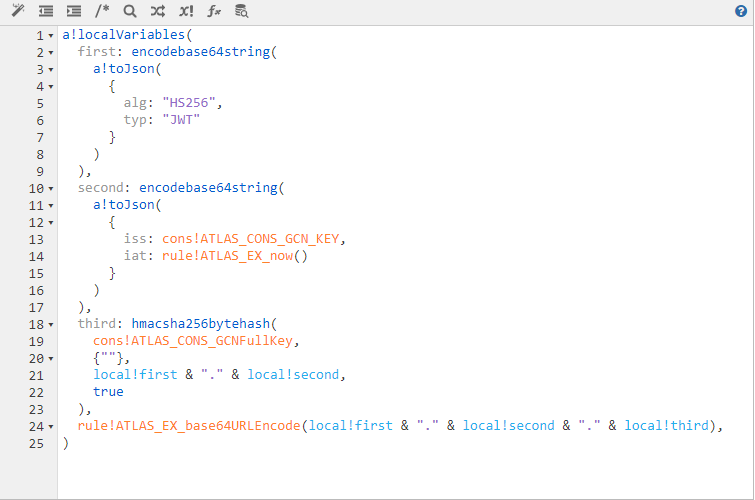 /* x! ƒx ?
1 a!localVariables(
2 first: encodebase64string(
3 a!toJson(
4 {
5 alg: "HS256",
6 typ: "JWT"
7 }
8 )
9 ),
10 second: encodebase64string(
11 a!toJson(
12 {
13 iss: cons!ATLAS_CONS_GCN_KEY,
14 iat: rule!ATLAS_EX_now()
15 }
16 )
17 ),
18 third: hmacsha256bytehash(
19 cons!ATLAS_CONS_GCNFullKey,
20 {""},
21 local!first & "." & local!second,
22 true
23 ),
24 rule!ATLAS_EX_base64URLEncode(local!first & "." & local!second & "." & local!third),
25 )